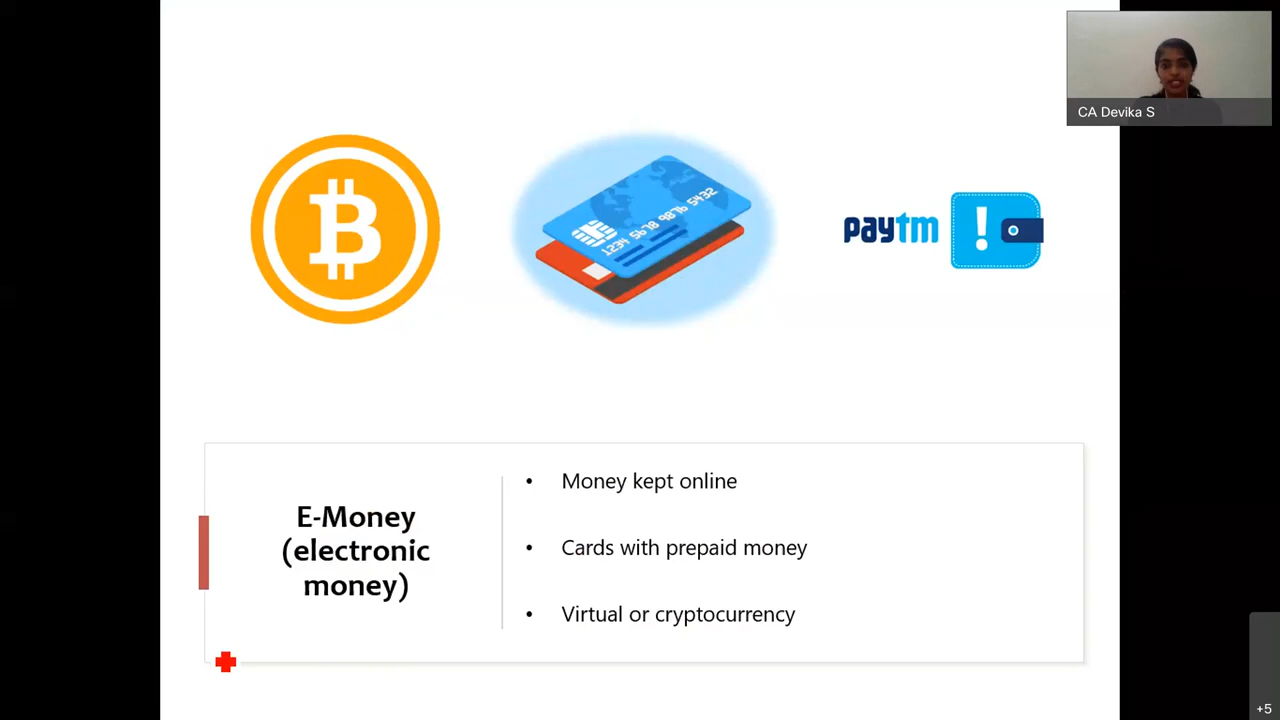 CA Devika S
1234 5678 9876 5432
paytm
E-Money
(electronic
money)
• Money kept online
• Cards with prepaid money
• Virtual or cryptocurrency
+5